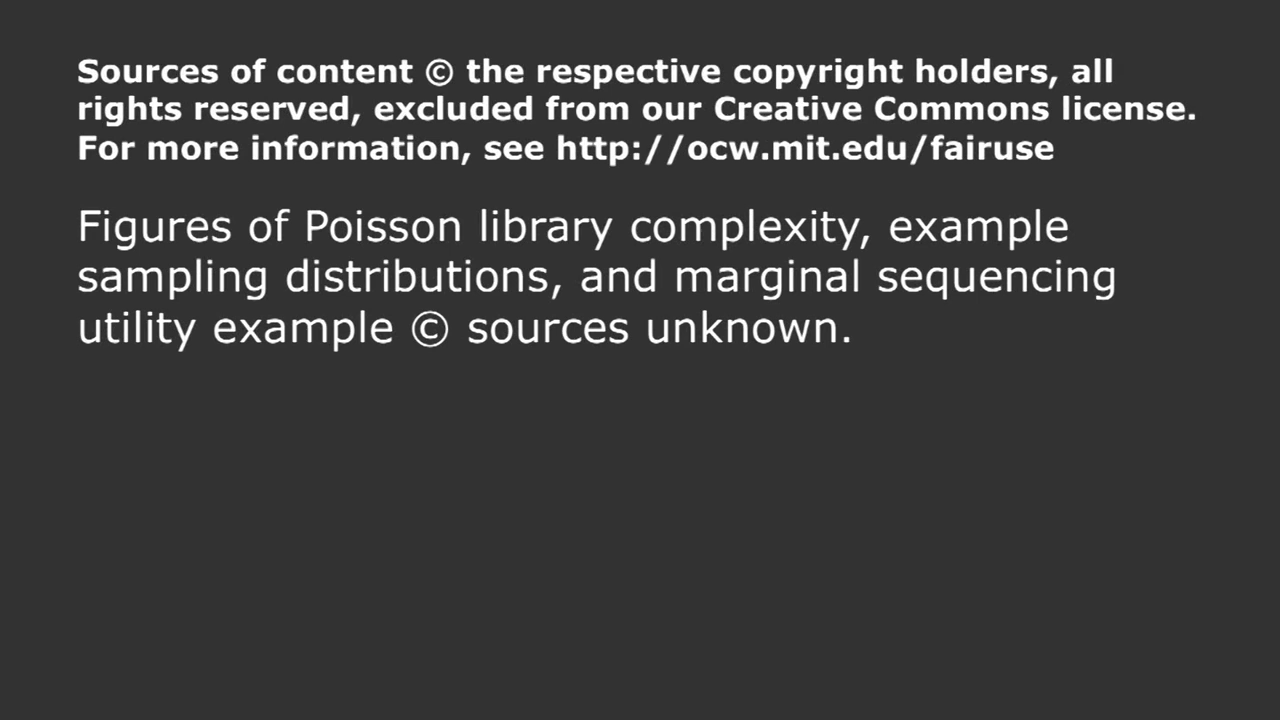 Sources of content © the respective copyright holders, all
rights reserved, excluded from our Creative Commons license.
For more information, see http://ocw.mit.edu/fairuse
Figures of Poisson library complexity, example
sampling distributions, and marginal sequencing
utility example © sources unknown.